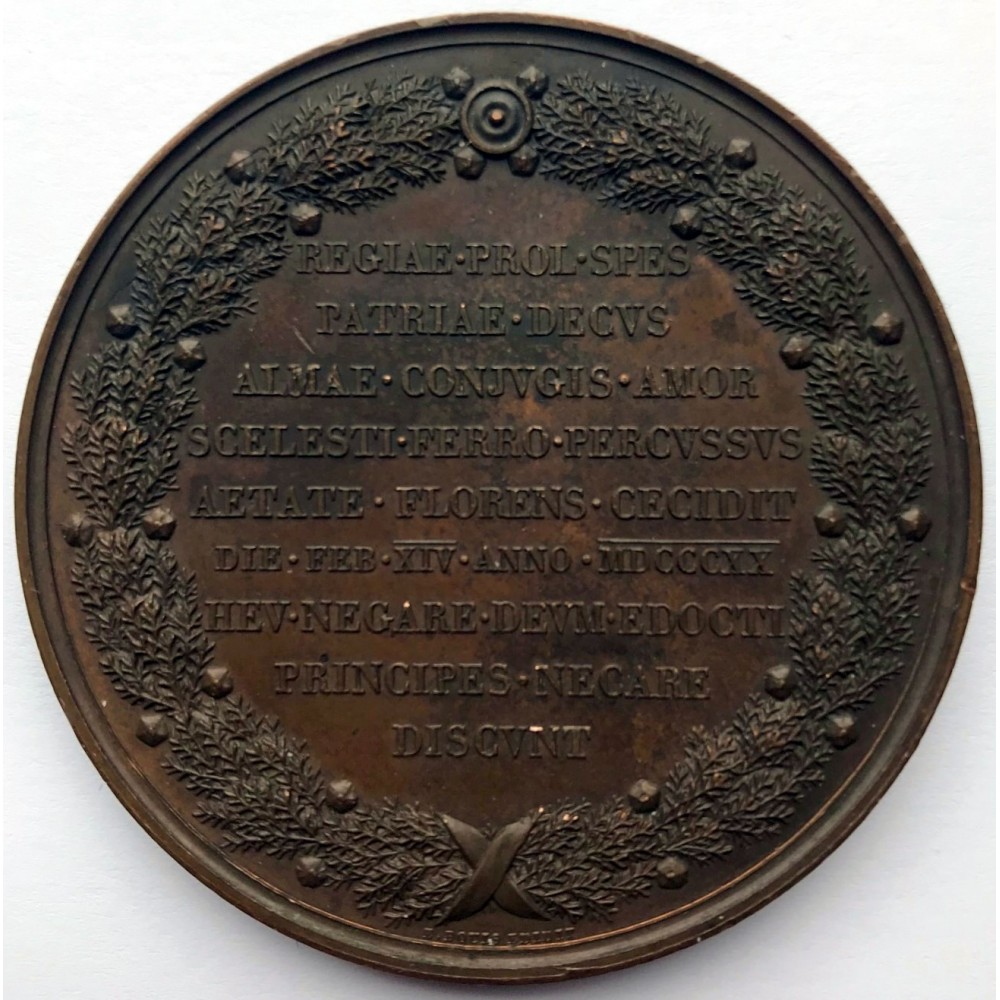 REGIAE·PROL·SPES
PATRIAE·DECVS
ALMAE·CONJVGIS·AMOR
SCELESTI·FERRO·PERCVSSVS
AETATE·FLORENS·CECIDIT
DIE·FEB·XIV·ANNO·MDCCCXX
HEV·NEGARE·DEVM·EDOCTI
PRINCIPES·NECARE
DISCVNT